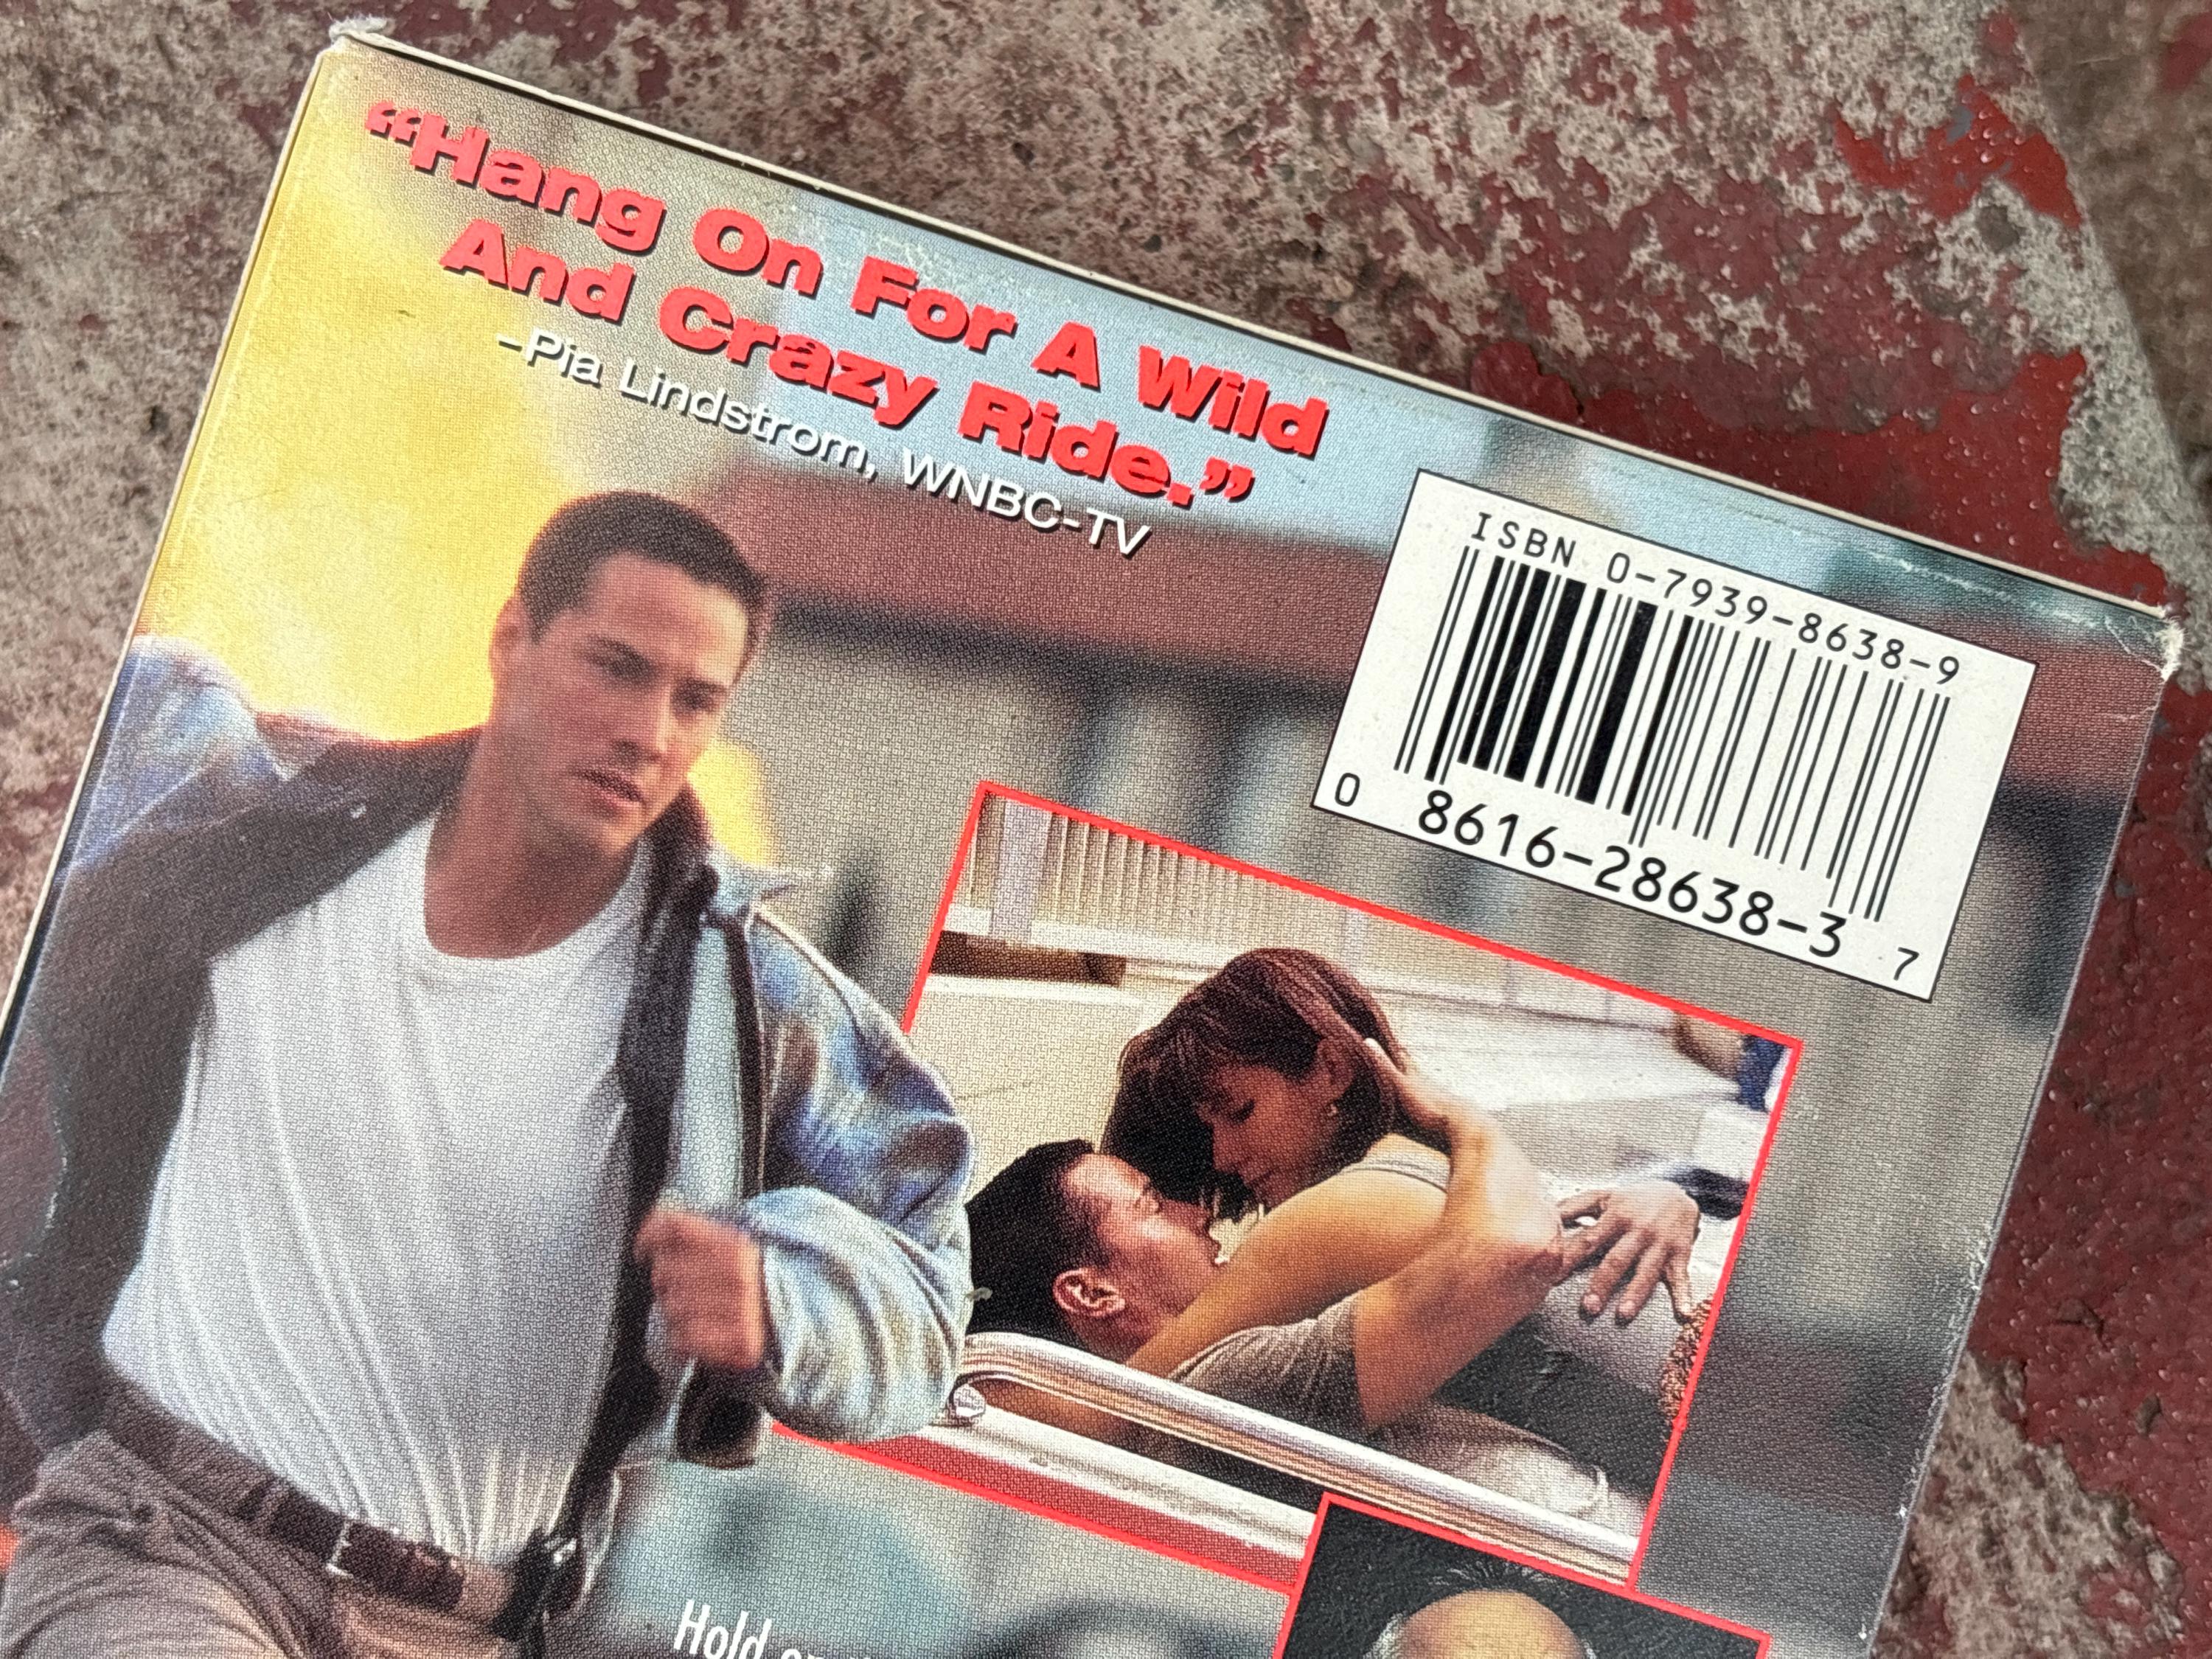 “Hang On For A Wild
And Crazy Ride.”
–Pia Lindstrom, WNBC-TV
ISBN 0-7939-8638-9
0 8616-28638-3 7
Hold